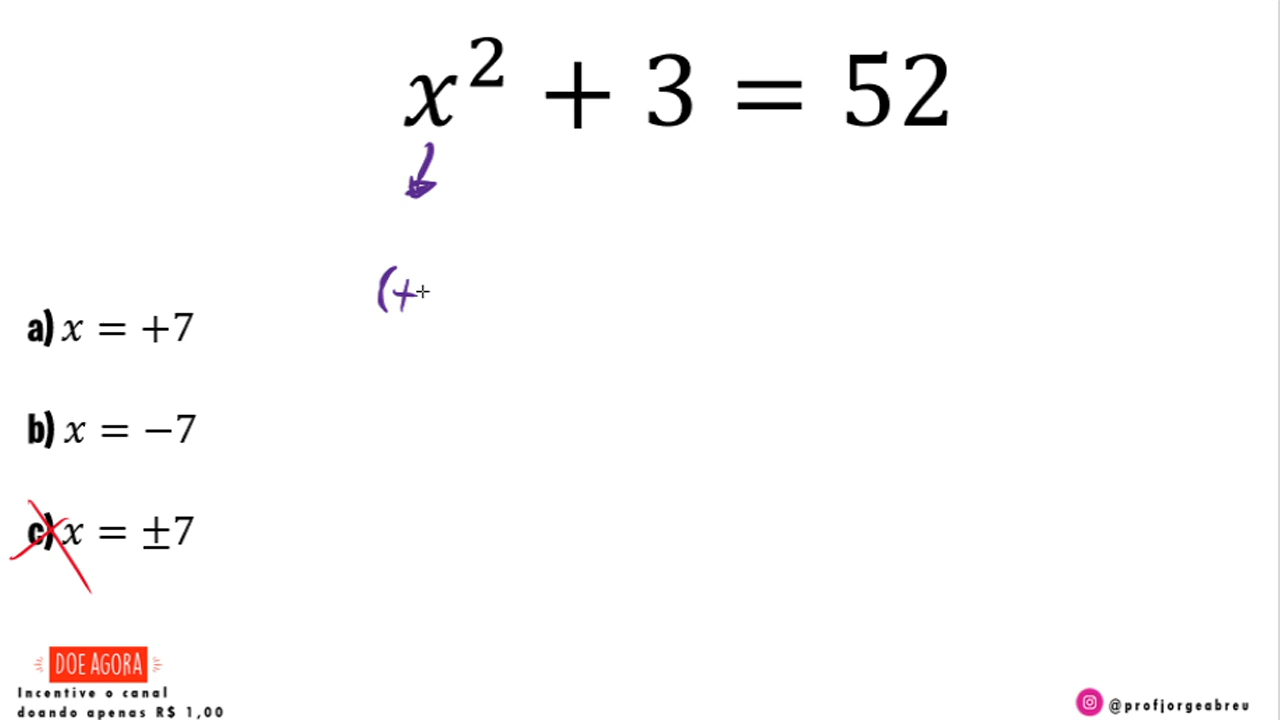 x² + 3 = 52
(+
a) x = +7
b) x = −7
c) x = ±7
DOE AGORA
Incentive o canal
doando apenas R$ 1,00
@profjorgeabreu